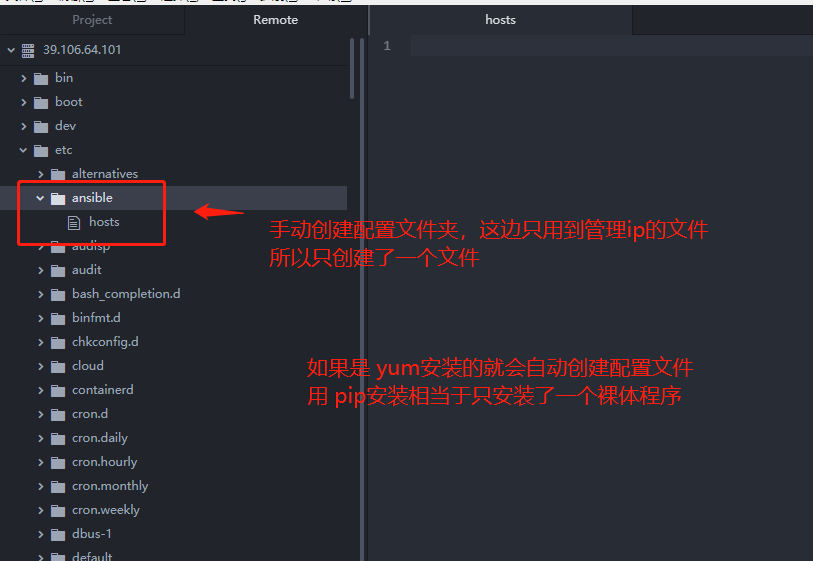 Project
Remote
hosts
39.106.64.101
1
bin
boot
dev
etc
alternatives
ansible
hosts
手动创建配置文件夹，这边只用到管理ip的文件
所以只创建了一个文件
audisp
audit
bash_completion.d
binfmt.d
chkconfig.d
如果是 yum安装的就会自动创建配置文件
cloud
containerd
用 pip安装相当于只安装了一个裸体程序
cron.d
cron.daily
cron.hourly
cron.monthly
cron.weekly
dbus-1
default